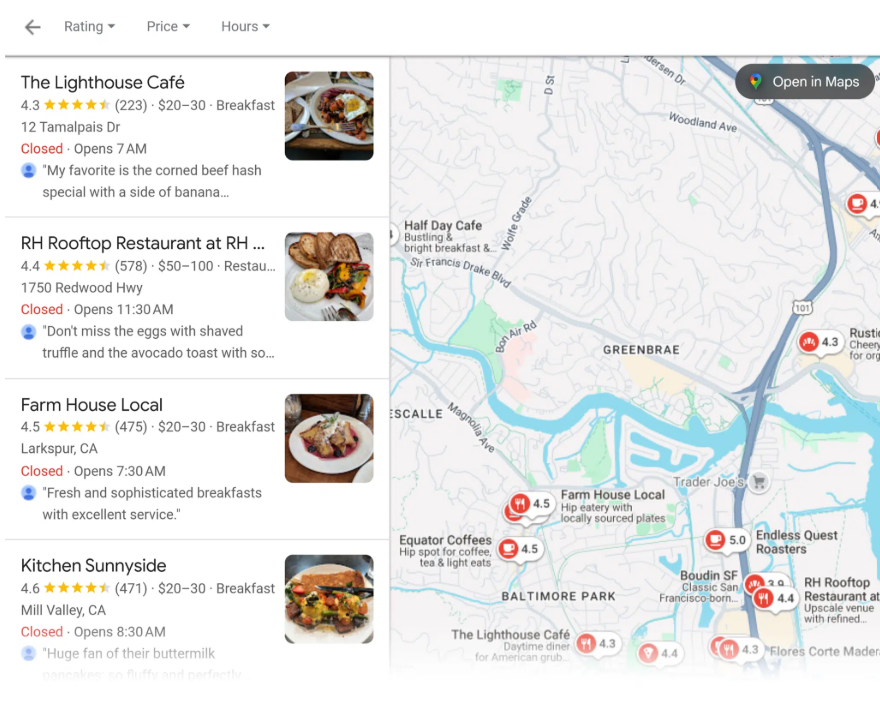 Rating
Price
Hours
The Lighthouse Café
4.3 (223) · $20–30 · Breakfast
12 Tamalpais Dr
Closed · Opens 7 AM
"My favorite is the corned beef hash
special with a side of banana…
RH Rooftop Restaurant at RH ...
4.4 (578) · $50–100 · Restau…
1750 Redwood Hwy
Closed · Opens 11:30 AM
"Don't miss the eggs with shaved
truffle and the avocado toast with so…
Farm House Local
4.5 (475) · $20–30 · Breakfast
Larkspur, CA
Closed · Opens 7:30 AM
"Fresh and sophisticated breakfasts
with excellent service."
Kitchen Sunnyside
4.6 (471) · $20–30 · Breakfast
Mill Valley, CA
Closed · Opens 8:30 AM
"Huge fan of their buttermilk
pancakes: so fluffy and perfectly
Open in Maps
dersen Dr
D St
101
Woodland Ave
Wolfe Grade
4.
Half Day Cafe
Bustling &
bright breakfast &…
Sir Francis Drake Blvd
101
Bon Air Rd
GREENBRAE
4.3
Rustic
Cheery
for org
ESCALLE
Magnolia Ave
Trader Joe's
4.5
Farm House Local
Hip eatery with
locally sourced plates
Equator Coffees
Hip spot for coffee,
tea & light eats
4.5
5.0
Endless Quest
Roasters
Boudin SF
Classic San
Francisco-born…
3.9
4.4
RH Rooftop
Restaurant at
Upscale venue
with refined…
BALTIMORE PARK
The Lighthouse Café
Daytime diner
for American grub…
4.3
4.4
4.3
Flores Corte Madera